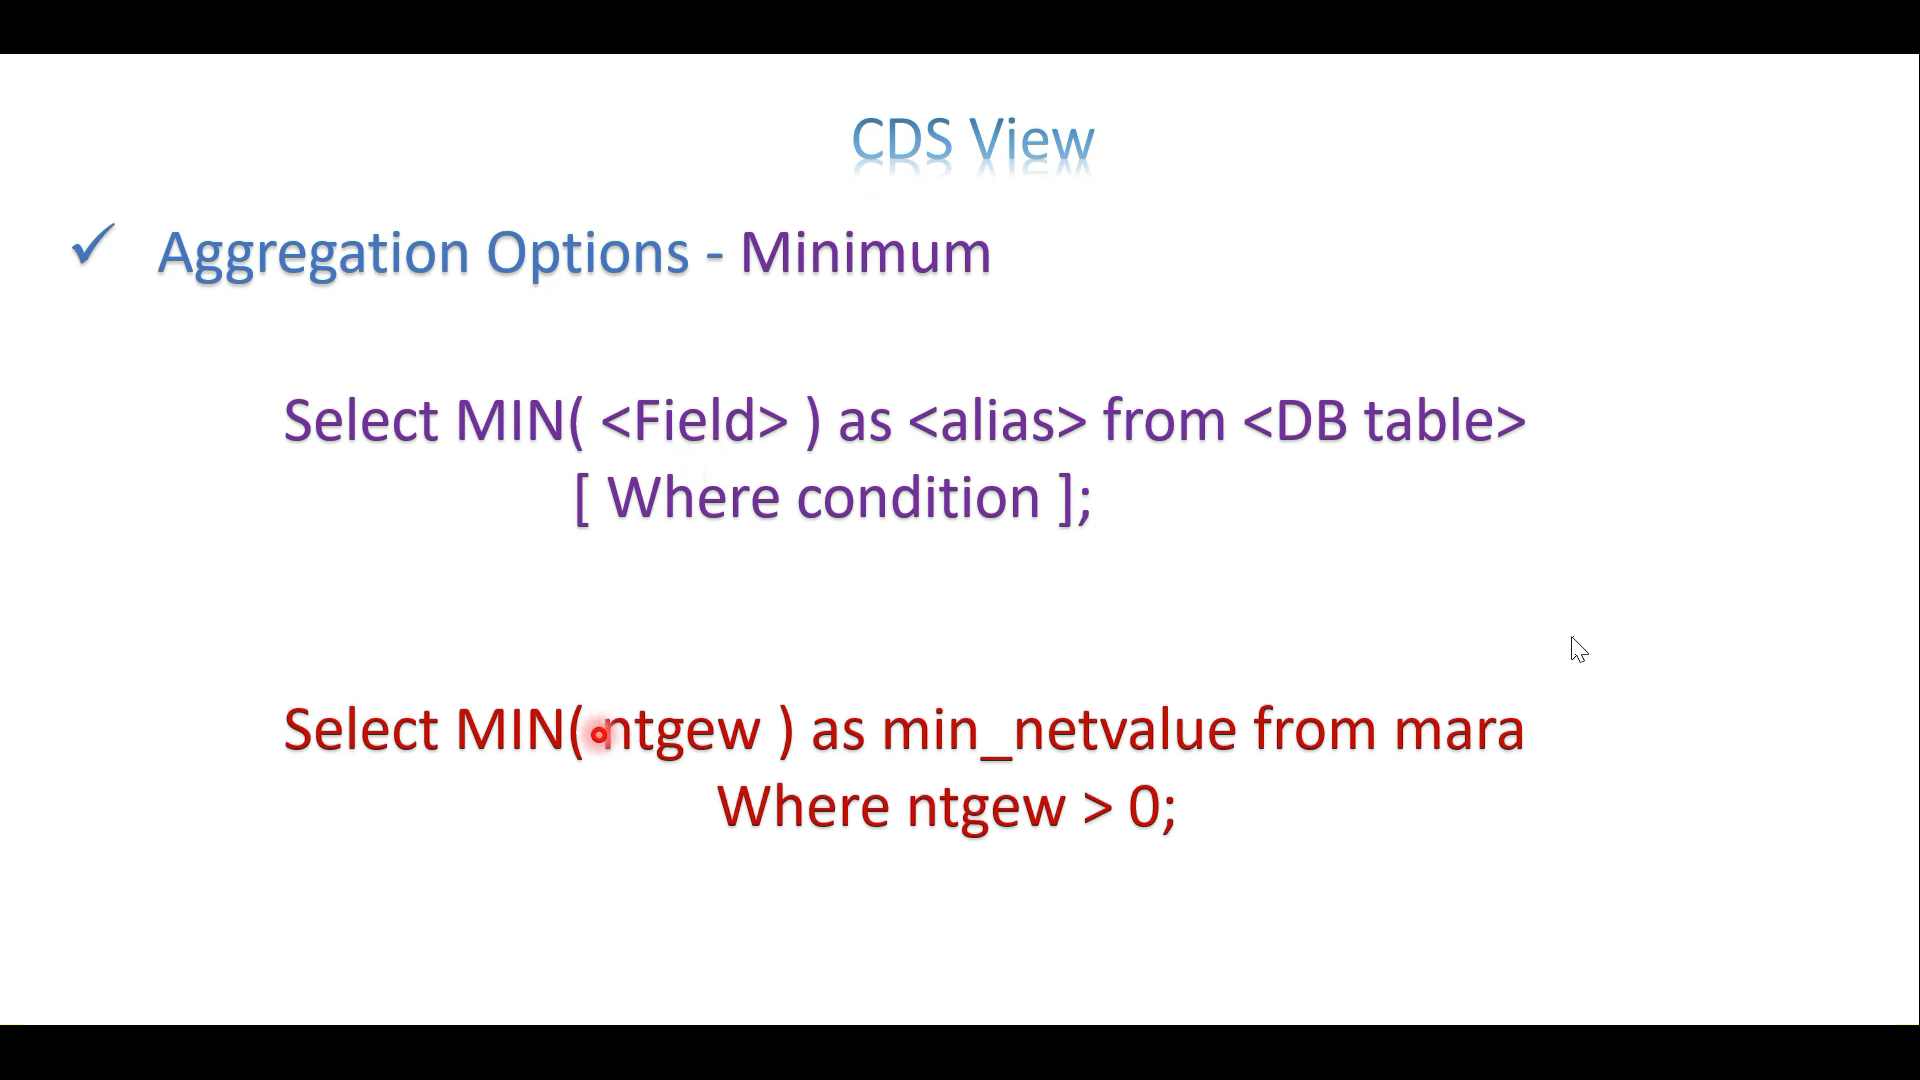 CDS View
✓ Aggregation Options - Minimum
Select MIN( <Field> ) as <alias> from <DB table>
[ Where condition ];
Select MIN( ntgew ) as min_netvalue from mara
Where ntgew > 0;